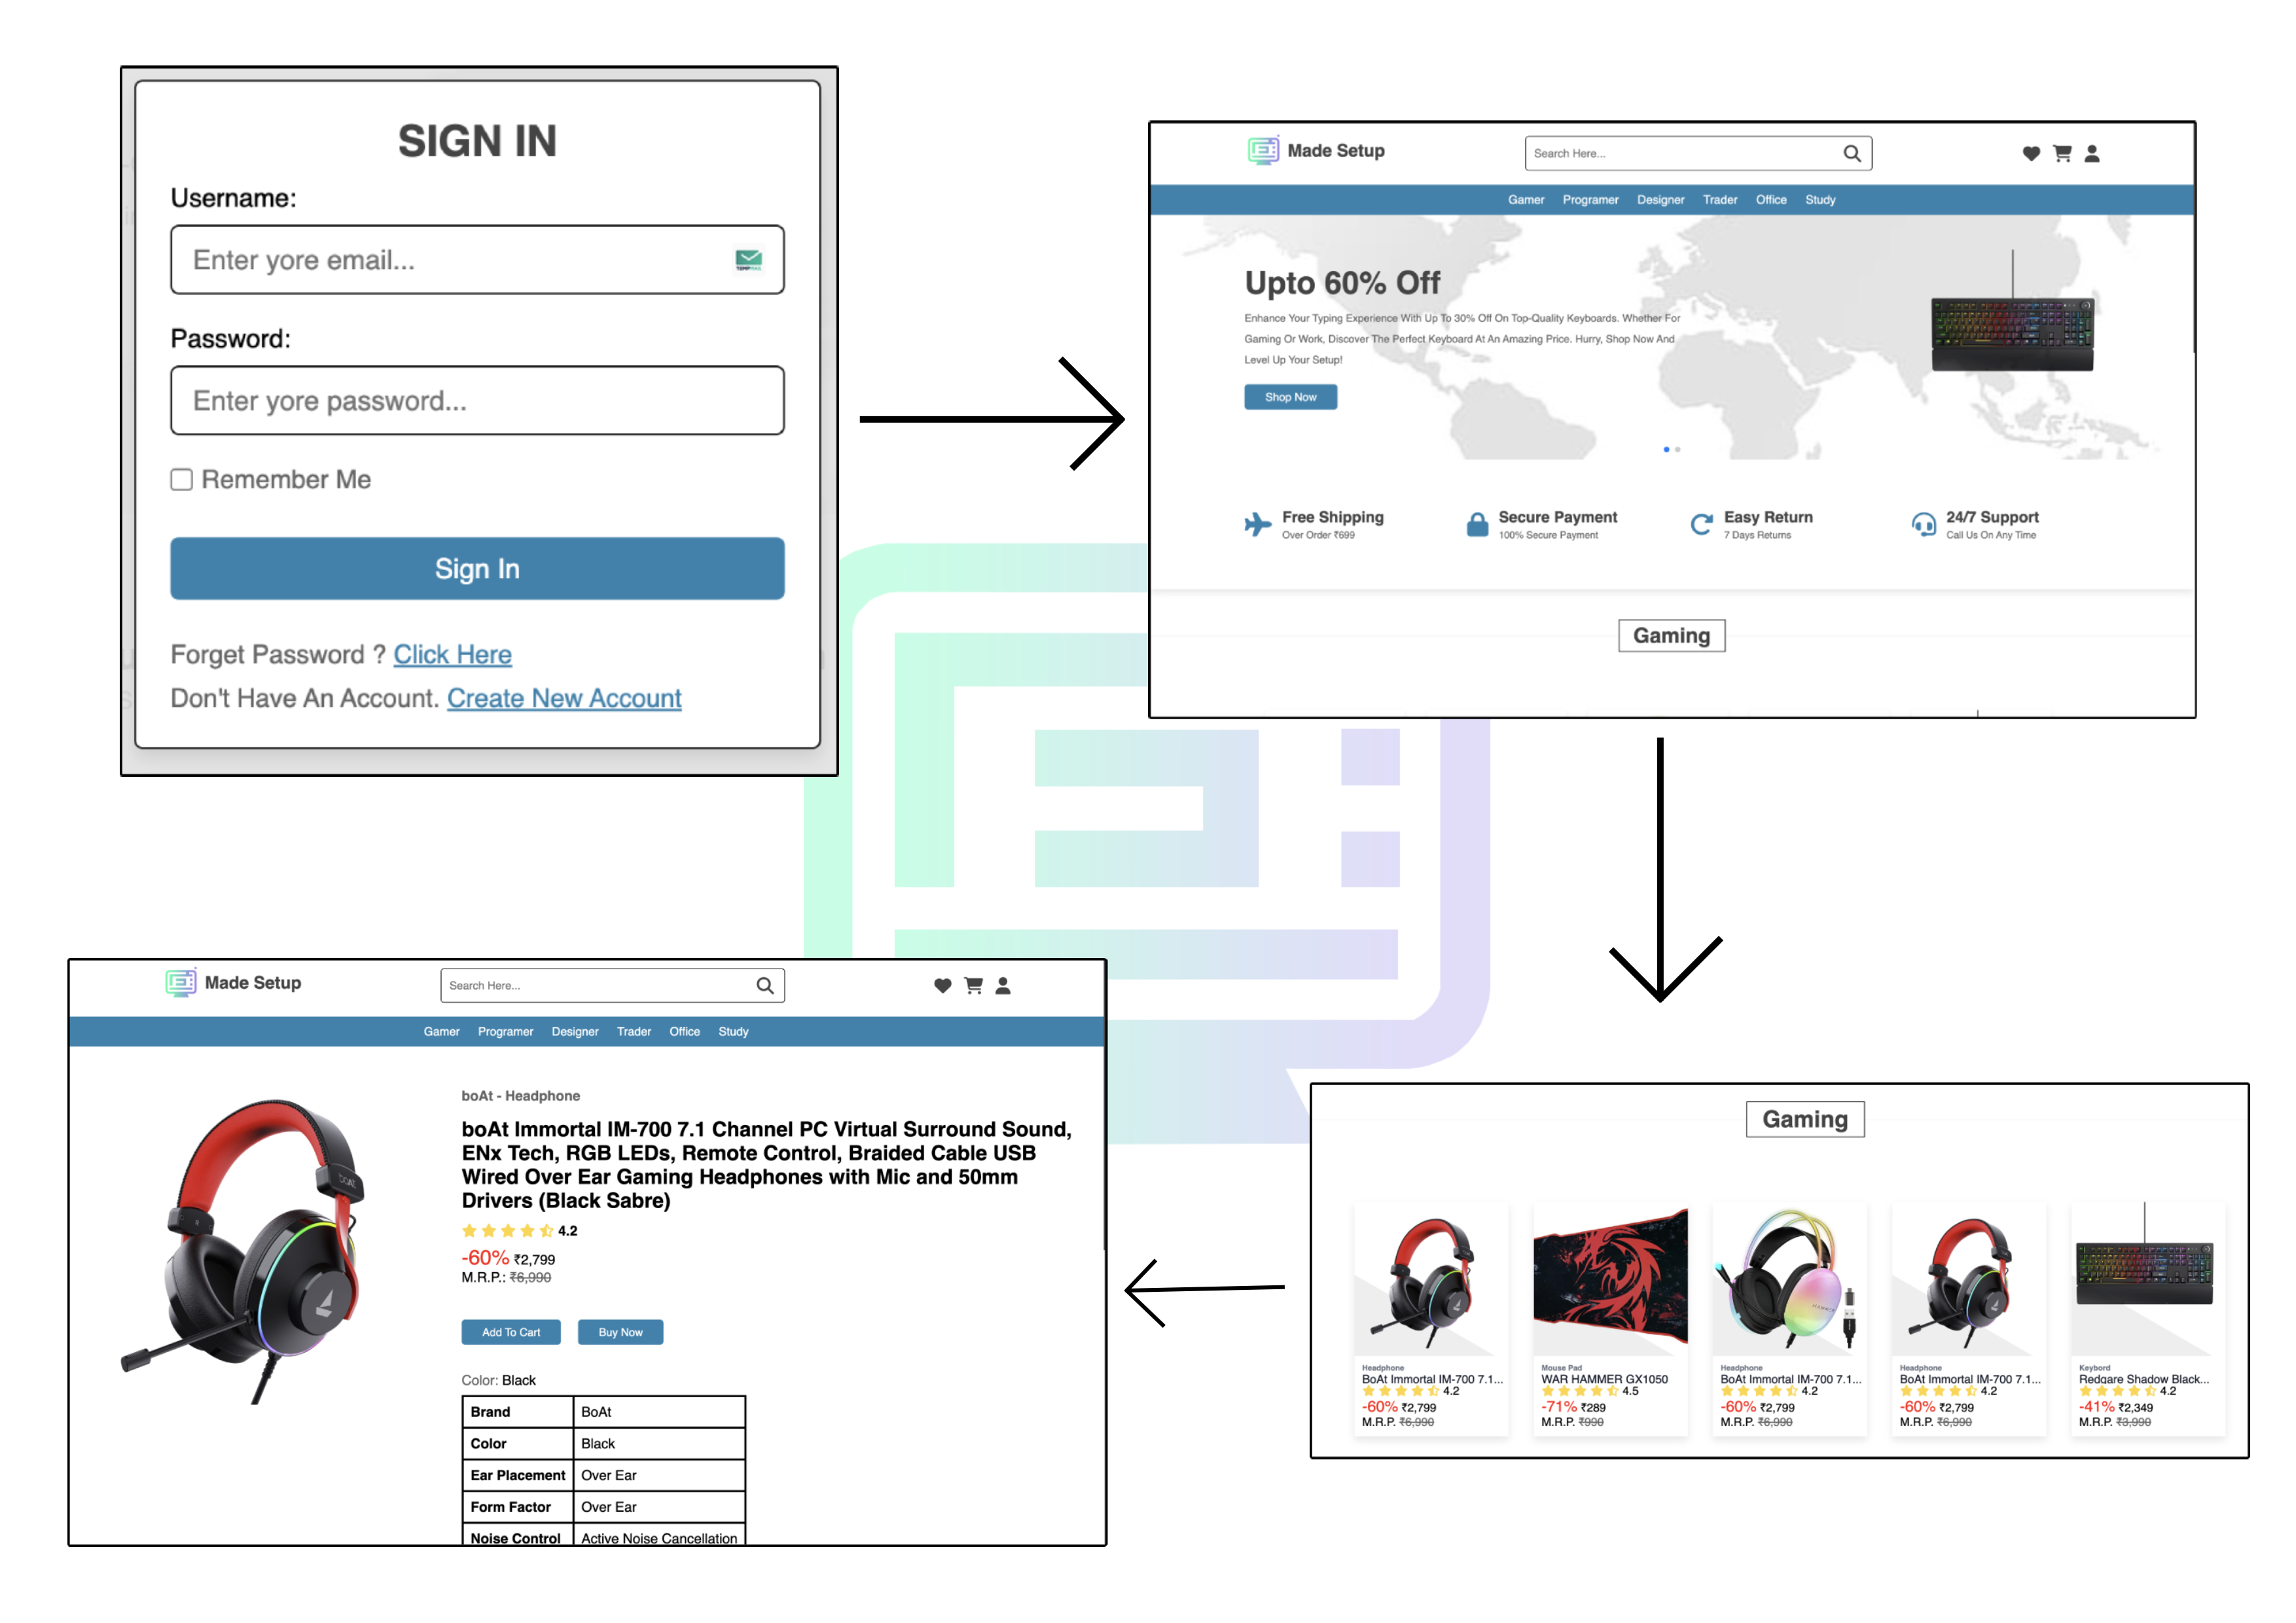 SIGN IN
Username:
Enter yore email...
Password:
Enter yore password...
Remember Me
Sign In
Forget Password ? Click Here
Don't Have An Account. Create New Account
Made Setup
Search Here...
Gamer Programer Designer Trader Office Study
Upto 60% Off
Enhance Your Typing Experience With Up To 30% Off On Top-Quality Keyboards. Whether For
Gaming Or Work, Discover The Perfect Keyboard At An Amazing Price. Hurry, Shop Now And
Level Up Your Setup!
Shop Now
Free Shipping
Over Order ₹699
Secure Payment
100% Secure Payment
Easy Return
7 Days Returns
24/7 Support
Call Us On Any Time
Gaming
Gaming
Headphone
BoAt Immortal IM-700 7.1...
4.2
-60% ₹2,799
M.R.P. ₹6,990
Mouse Pad
WAR HAMMER GX1050
4.5
-71% ₹289
M.R.P. ₹990
Headphone
BoAt Immortal IM-700 7.1...
4.2
-60% ₹2,799
M.R.P. ₹6,990
Headphone
BoAt Immortal IM-700 7.1...
4.2
-60% ₹2,799
M.R.P. ₹6,990
Keybord
Redgare Shadow Black...
4.2
-41% ₹2,349
M.R.P. ₹3,990
Made Setup
Search Here...
Gamer Programer Designer Trader Office Study
boAt - Headphone
boAt Immortal IM-700 7.1 Channel PC Virtual Surround Sound,
ENx Tech, RGB LEDs, Remote Control, Braided Cable USB
Wired Over Ear Gaming Headphones with Mic and 50mm
Drivers (Black Sabre)
4.2
-60% ₹2,799
M.R.P.: ₹6,990
Add To Cart Buy Now
Color: Black
Brand BoAt
Color Black
Ear Placement Over Ear
Form Factor Over Ear
Noise Control Active Noise Cancellation